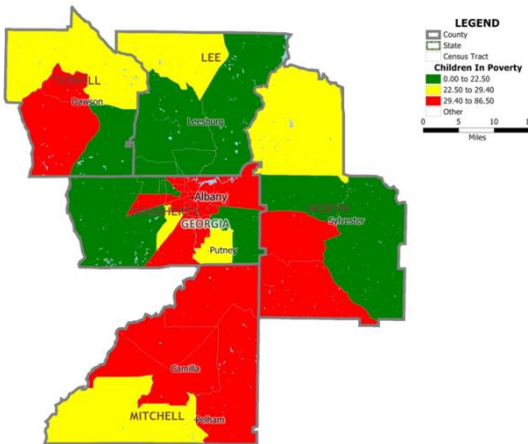 LEGEND
County
State
Census Tract
Children In Poverty
0.00 to 22.50
22.50 to 29.40
29.40 to 86.50
Other
0 5 10
Miles
LEE
Dawson
Leesburg
Albany
GEORGIA
Sylvester
Putney
Camilla
MITCHELL
Pelham